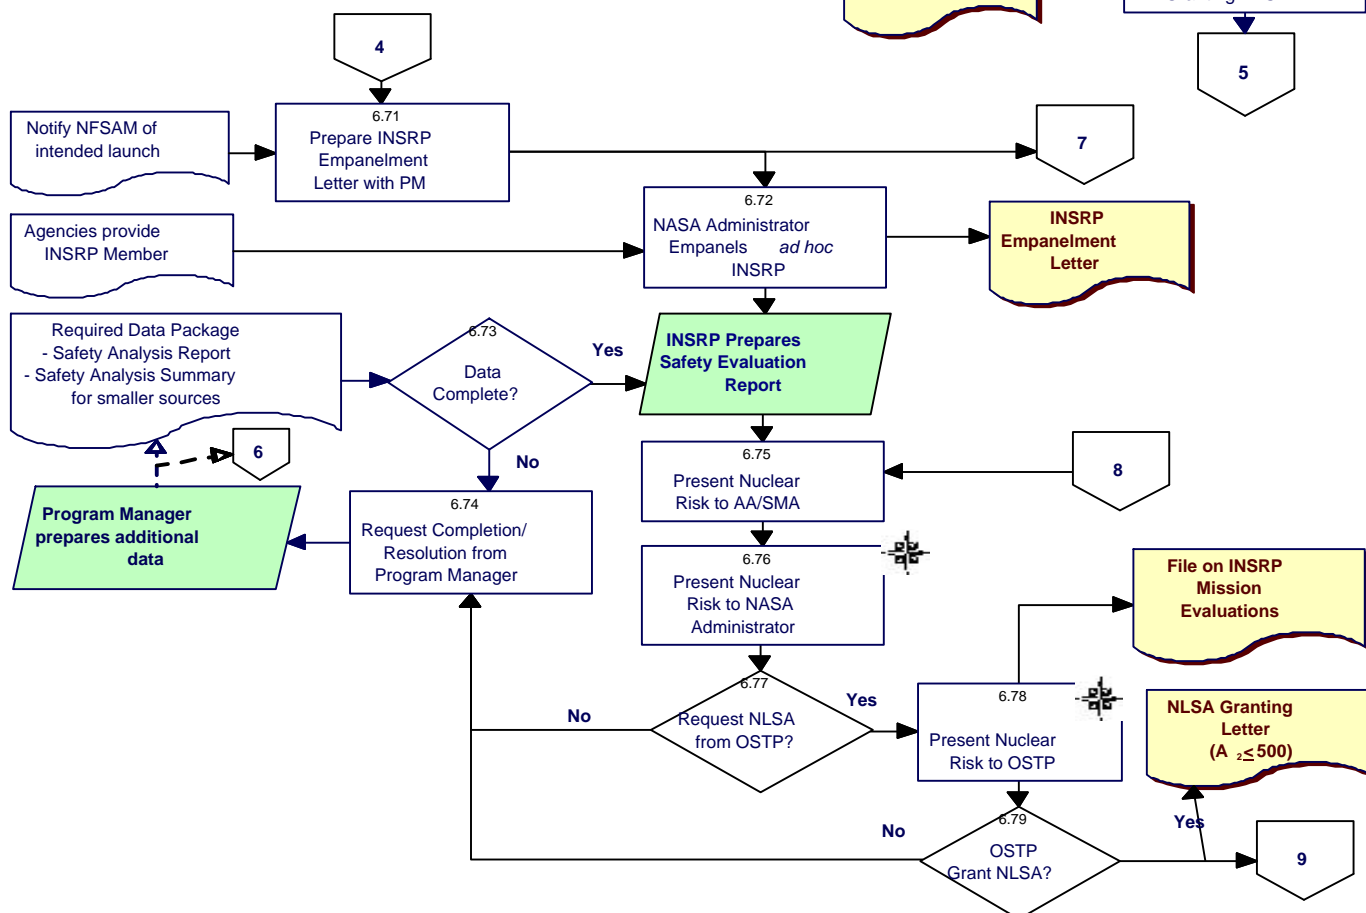 4
5
6.71
Prepare INSRP
Empanelment
Letter with PM
Notify NFSAM of
intended launch
7
6.72
NASA Administrator
Empanels ad hoc
INSRP
Agencies provide
INSRP Member
INSRP
Empanelment
Letter
Required Data Package
- Safety Analysis Report
- Safety Analysis Summary
for smaller sources
6.73
Data
Complete?
Yes
INSRP Prepares
Safety Evaluation
Report
6
No
6.75
Present Nuclear
Risk to AA/SMA
8
Program Manager
prepares additional
data
6.74
Request Completion/
Resolution from
Program Manager
6.76
Present Nuclear
Risk to NASA
Administrator
File on INSRP
Mission
Evaluations
6.77
Request NLSA
from OSTP?
No
Yes
6.78
Present Nuclear
Risk to OSTP
NLSA Granting
Letter
(A 2≤ 500)
6.79
OSTP
Grant NLSA?
No
Yes
9